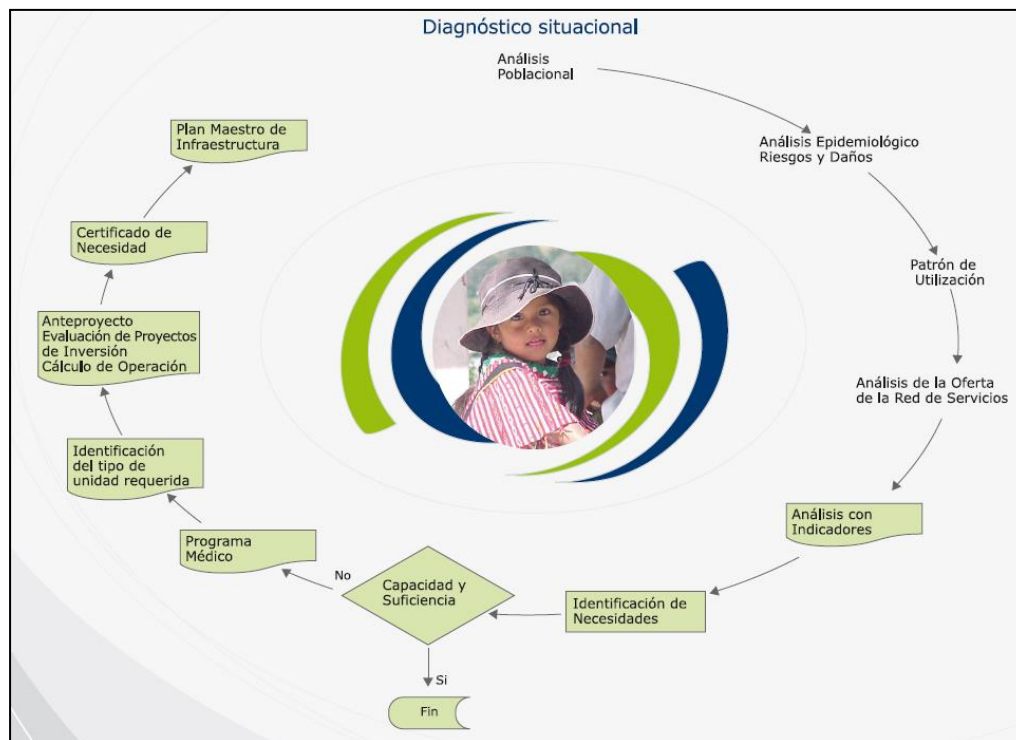 Diagnóstico situacional
Análisis
Poblacional
Análisis Epidemiológico
Riesgos y Daños
Patrón de
Utilización
Análisis de la Oferta
de la Red de Servicios
Análisis con
Indicadores
Identificación de
Necesidades
Capacidad y
Suficiencia
Si
Fin
No
Programa
Médico
Identificación
del tipo de
unidad requerida
Anteproyecto
Evaluación de Proyectos
de Inversión
Cálculo de Operación
Certificado de
Necesidad
Plan Maestro de
Infraestructura